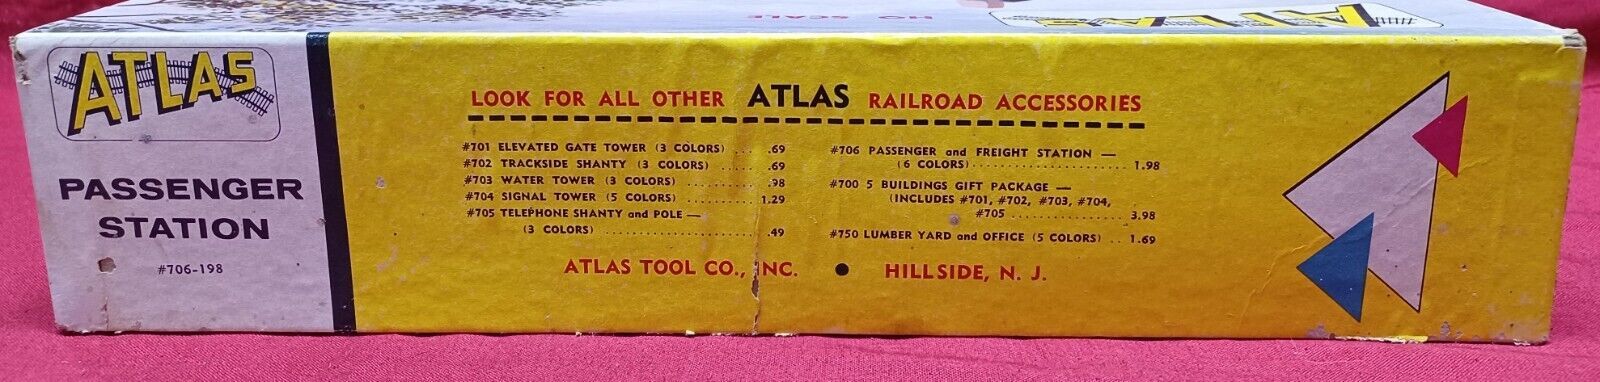 HO SCALE
ATLAS
ATLAS
PASSENGER
STATION
#706-198
LOOK FOR ALL OTHER ATLAS RAILROAD ACCESSORIES
#701 ELEVATED GATE TOWER (3 COLORS) .... .69
#702 TRACKSIDE SHANTY (3 COLORS) ...... .69
#703 WATER TOWER (3 COLORS) .......... .98
#704 SIGNAL TOWER (5 COLORS) .......... 1.29
#705 TELEPHONE SHANTY and POLE —
(3 COLORS) ...................... .49
#706 PASSENGER and FREIGHT STATION —
(6 COLORS)...................... 1.98
#700 5 BUILDINGS GIFT PACKAGE —
(INCLUDES #701, #702, #703, #704,
#705 ................ 3.98
#750 LUMBER YARD and OFFICE (5 COLORS) .. 1.69
ATLAS TOOL CO., INC. ● HILLSIDE, N. J.